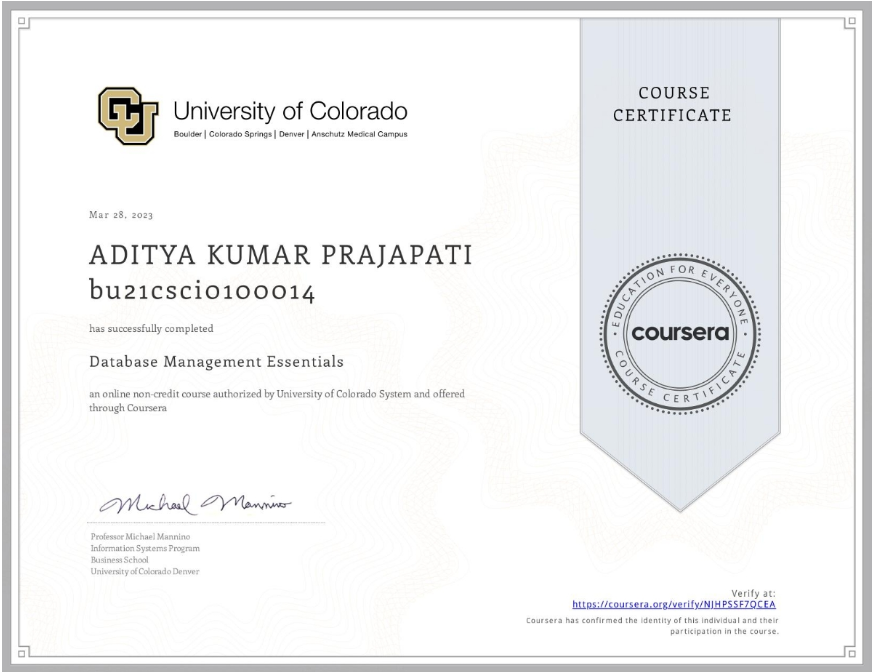 University of Colorado
Boulder | Colorado Springs | Denver | Anschutz Medical Campus
COURSE
CERTIFICATE
Mar 28, 2023
ADITYA KUMAR PRAJAPATI
bu21csci0100014
has successfully completed
Database Management Essentials
an online non-credit course authorized by University of Colorado System and offered
through Coursera
EDUCATION FOR EVERYONE
coursera
COURSE CERTIFICATE
Michael Mannino
Professor Michael Mannino
Information Systems Program
Business School
University of Colorado Denver
Verify at:
https://coursera.org/verify/NJHPSSF7QCEA
Coursera has confirmed the identity of this individual and their
participation in the course.